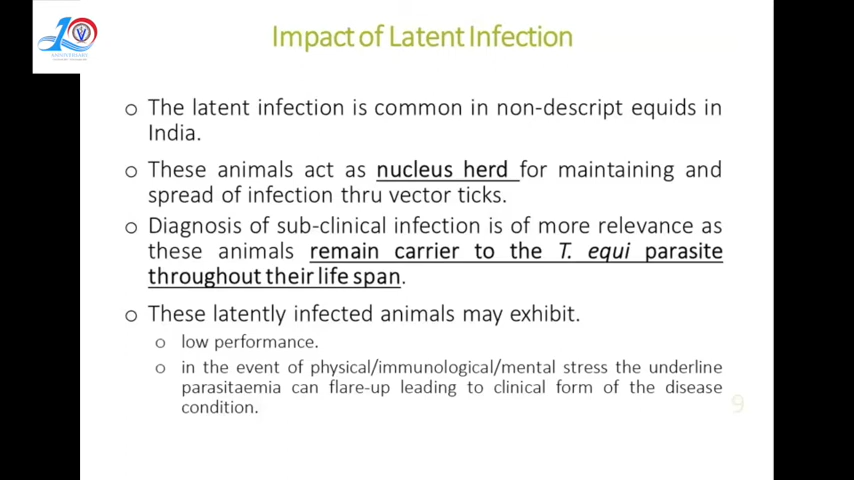 Impact of Latent Infection
ANNIVERSARY
o The latent infection is common in non-descript equids in
India.
o These animals act as nucleus herd for maintaining and
spread of infection thru vector ticks.
o Diagnosis of sub-clinical infection is of more relevance as
these animals remain carrier to the T. equi parasite
throughout their life span.
o These latently infected animals may exhibit.
o low performance.
o in the event of physical/immunological/mental stress the underline
parasitaemia can flare-up leading to clinical form of the disease
condition.
9